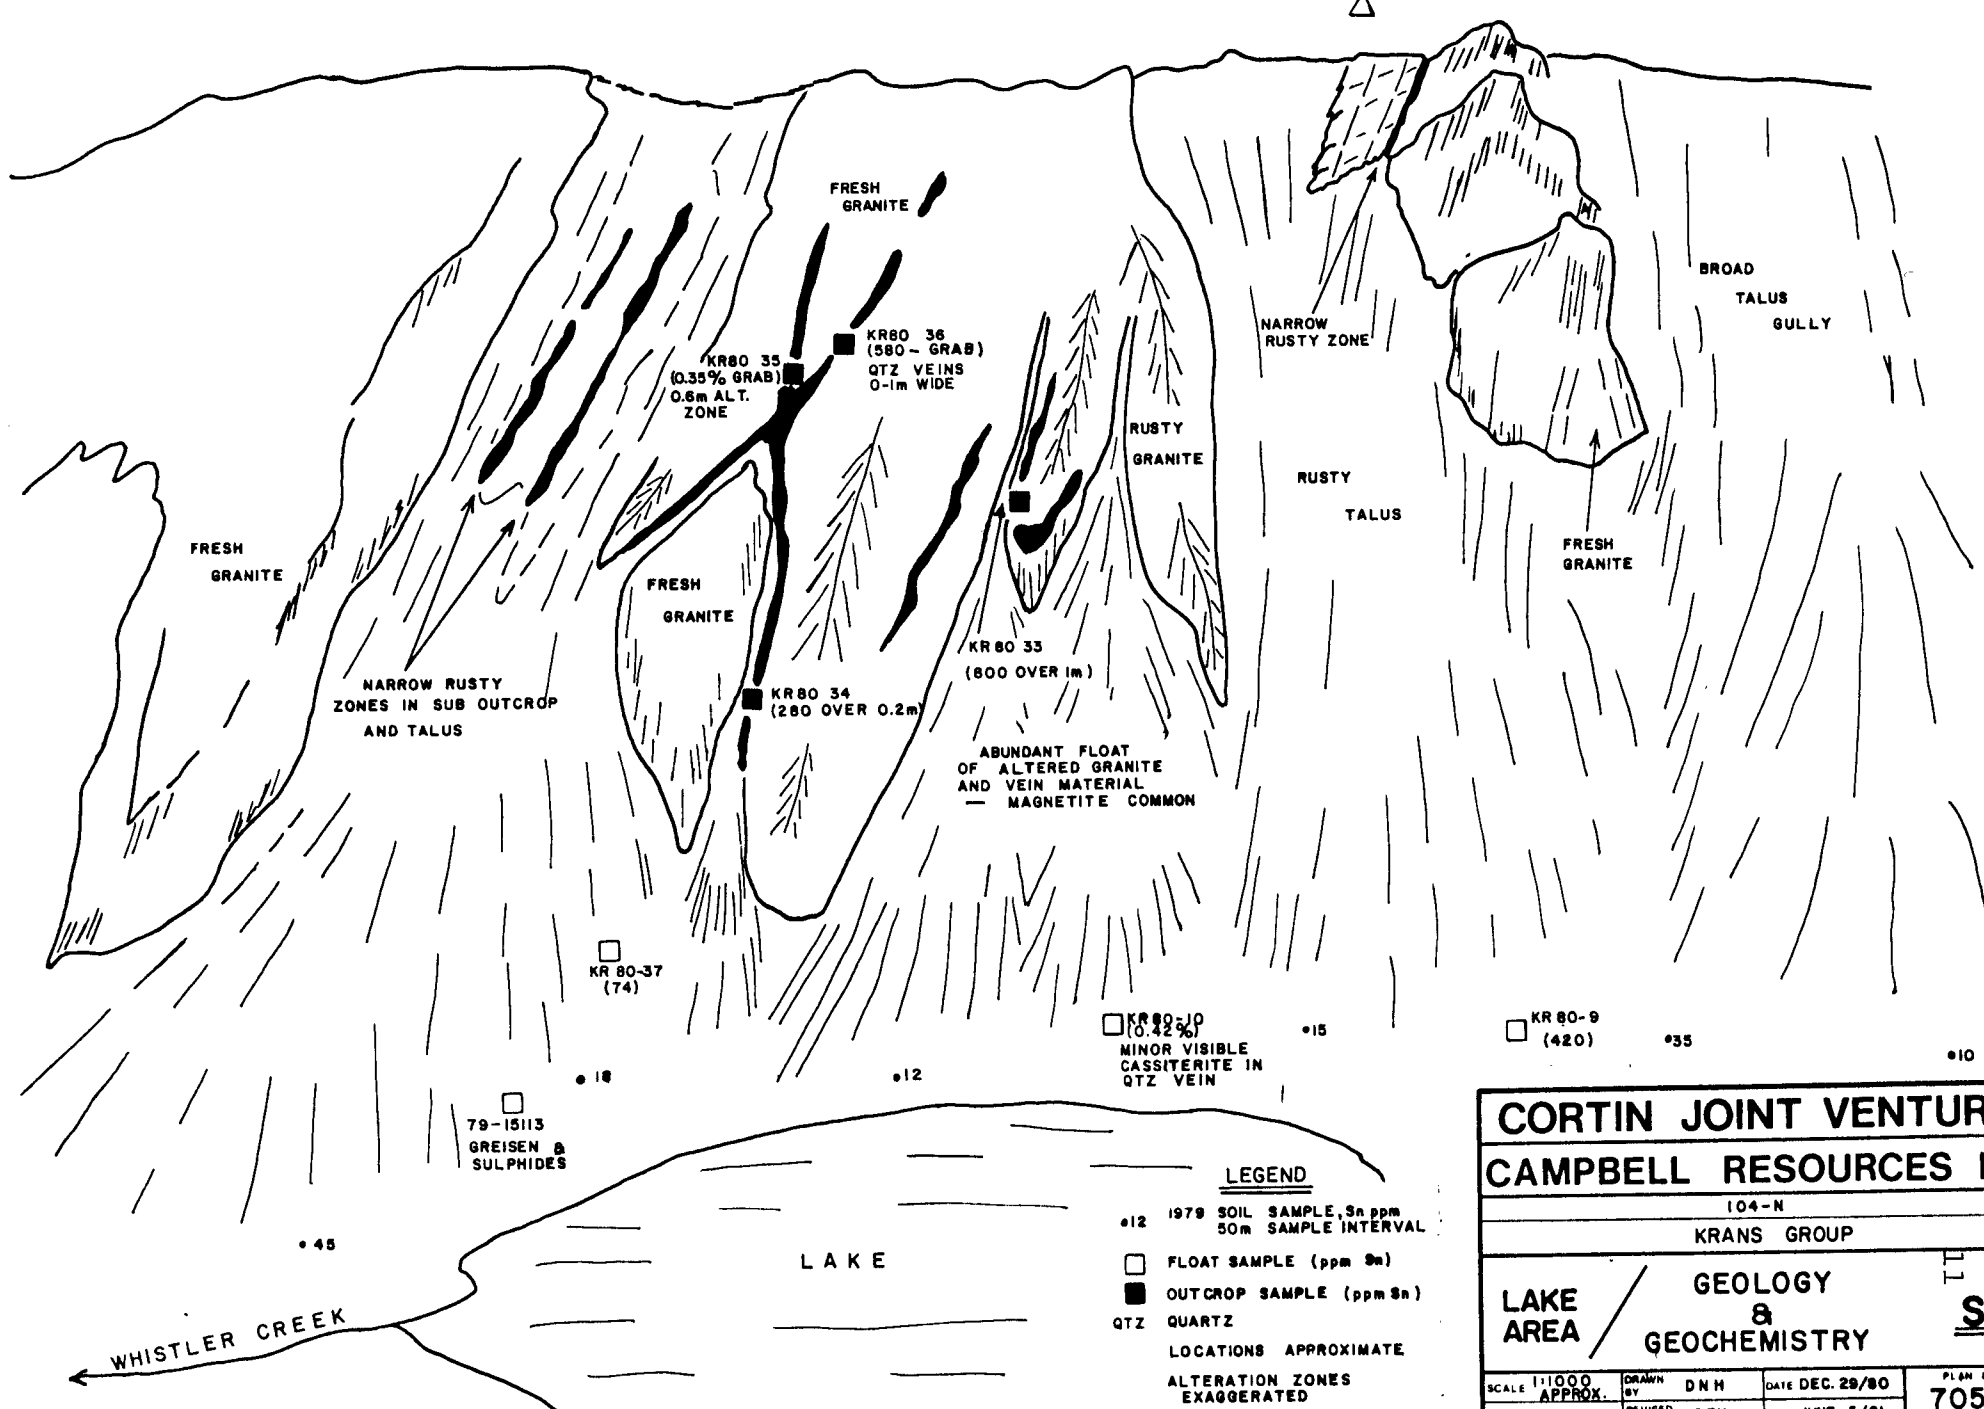 FRESH
GRANITE
KR80 36
(580 - GRAB)
QTZ VEINS
0-1m WIDE
KR80 35
(0.35% GRAB)
0.6m ALT.
ZONE
NARROW
RUSTY ZONE
BROAD
TALUS
GULLY
RUSTY
GRANITE
RUSTY
TALUS
FRESH
GRANITE
FRESH
GRANITE
FRESH
GRANITE
KR80 33
(800 OVER 1m)
NARROW RUSTY
ZONES IN SUB OUTCROP
AND TALUS
KR80 34
(280 OVER 0.2m)
ABUNDANT FLOAT
OF ALTERED GRANITE
AND VEIN MATERIAL
— MAGNETITE COMMON
KR 80-37
(74)
KR80-10
(0.42%)
MINOR VISIBLE
CASSITERITE IN
QTZ VEIN
15
KR80-9
(420)
35
10
18
12
79-15113
GREISEN &
SULPHIDES
45
LAKE
WHISTLER CREEK
LEGEND
12 1979 SOIL SAMPLE, Sn ppm
50m SAMPLE INTERVAL
FLOAT SAMPLE (ppm Sn)
OUTCROP SAMPLE (ppm Sn)
QTZ QUARTZ
LOCATIONS APPROXIMATE
ALTERATION ZONES
EXAGGERATED
CORTIN JOINT VENTUR
CAMPBELL RESOURCES
104-N
KRANS GROUP
LAKE
AREA
GEOLOGY
&
GEOCHEMISTRY
SCALE 1:1000
APPROX.
DRAWN
BY DNH
DATE DEC. 29/80
705